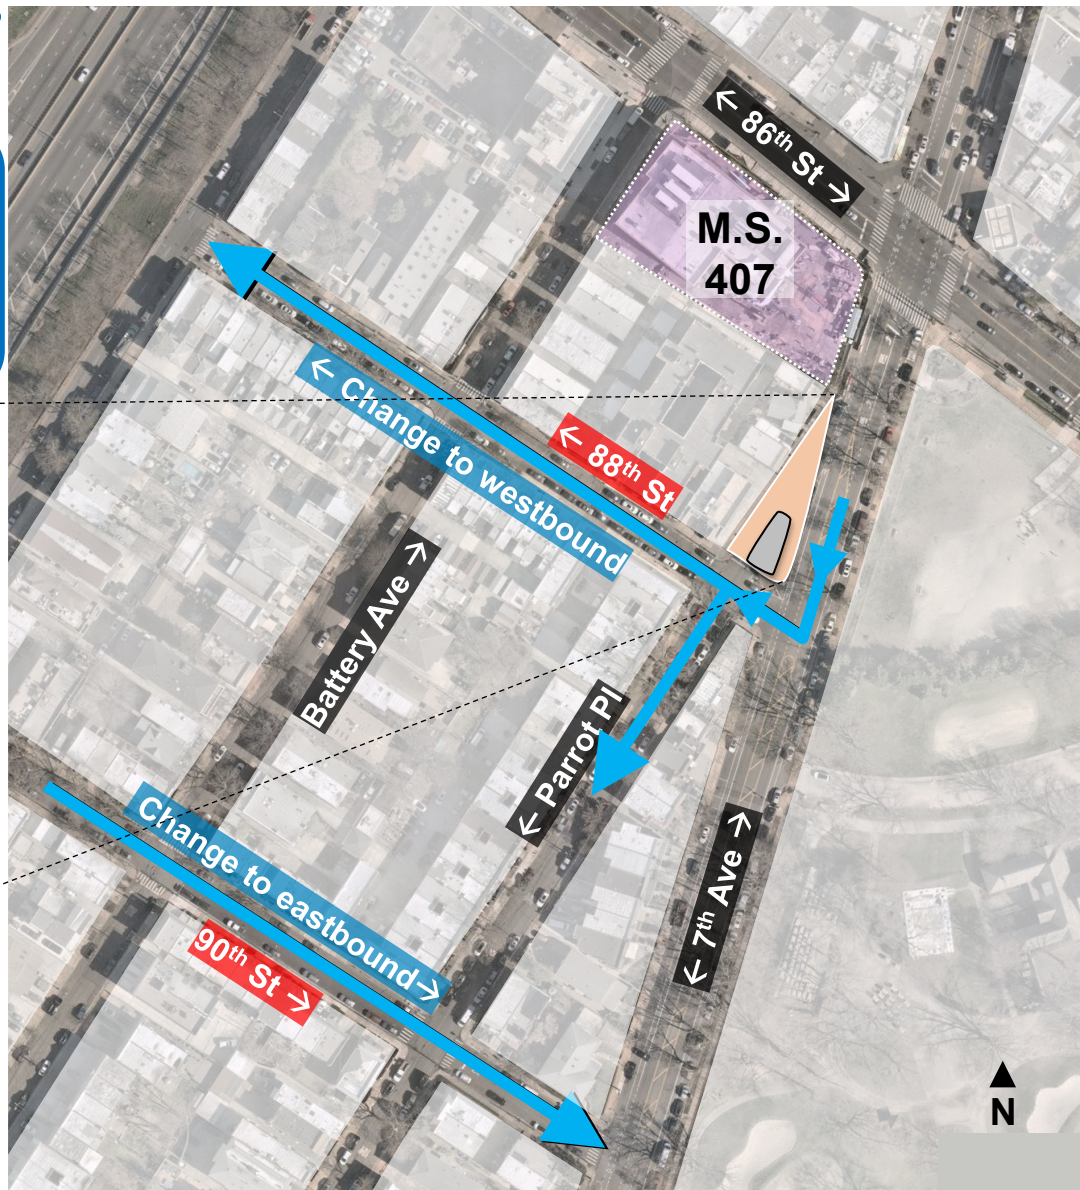 ← 86th St →
M.S.
407
← Change to westbound
← 88th St
Battery Ave →
← Parrot Pl
Change to eastbound→
← 7th Ave →
90th St →
N